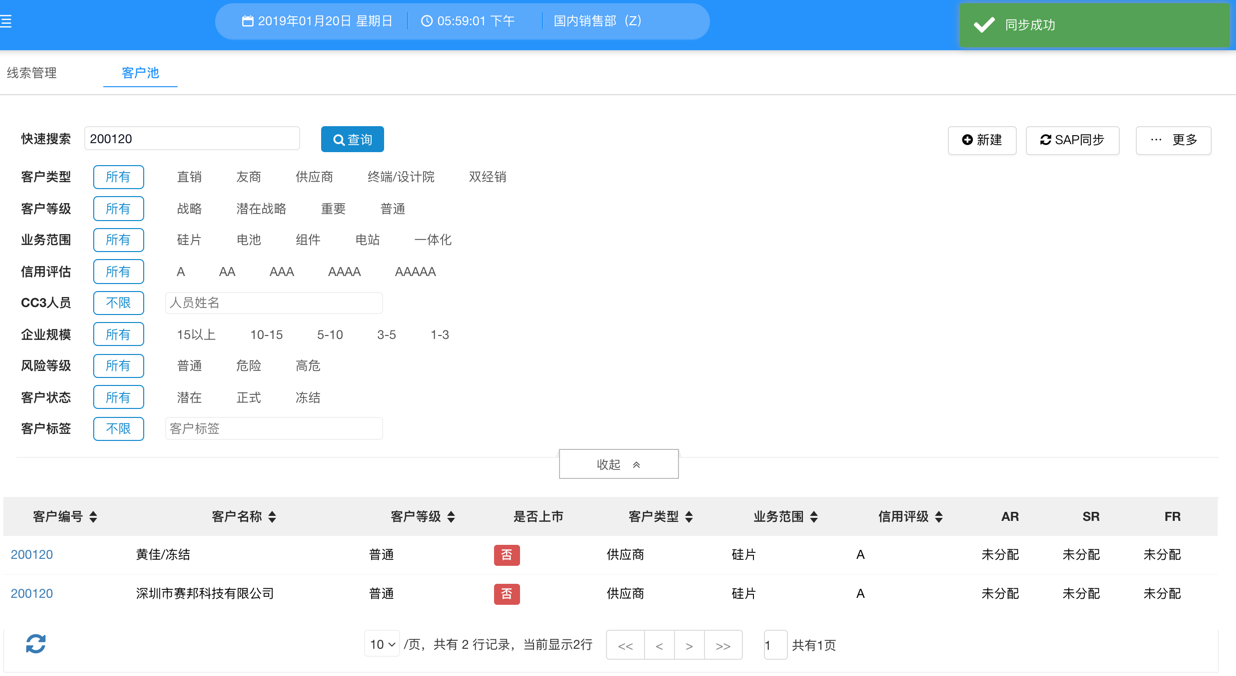 2019年01月20日 星期日 05:59:01 下午 国内销售部（Z） 同步成功
线索管理 客户池
快速搜索 200120 查询 新建 SAP同步 ··· 更多
客户类型 所有 直销 友商 供应商 终端/设计院 双经销
客户等级 所有 战略 潜在战略 重要 普通
业务范围 所有 硅片 电池 组件 电站 一体化
信用评估 所有 A AA AAA AAAA AAAAA
CC3人员 不限 人员姓名
企业规模 所有 15以上 10-15 5-10 3-5 1-3
风险等级 所有 普通 危险 高危
客户状态 所有 潜在 正式 冻结
客户标签 不限 客户标签
收起
客户编号 客户名称 客户等级 是否上市 客户类型 业务范围 信用评级 AR SR FR
200120 黄佳/冻结 普通 否 供应商 硅片 A 未分配 未分配 未分配
200120 深圳市赛邦科技有限公司 普通 否 供应商 硅片 A 未分配 未分配 未分配
10 /页，共有 2 行记录，当前显示2行 << < > >> 1 共有1页